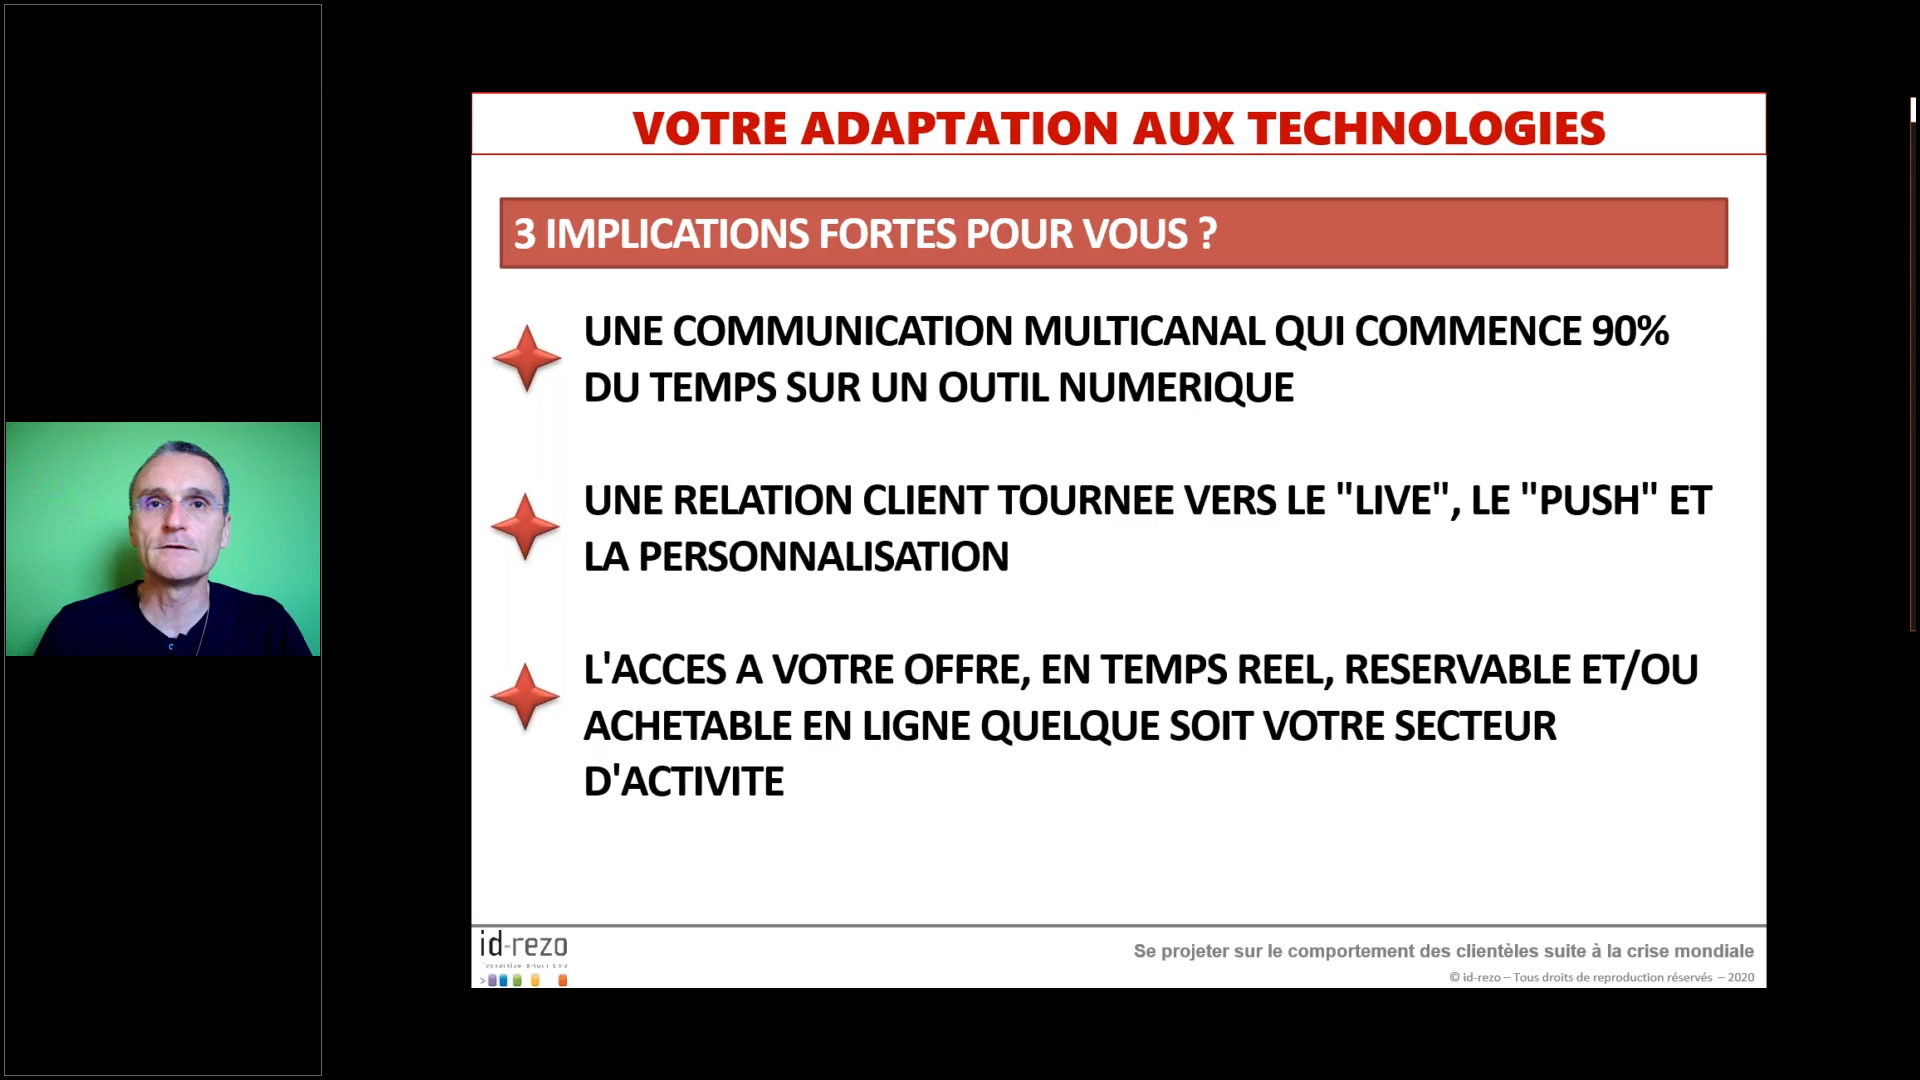 VOTRE ADAPTATION AUX TECHNOLOGIES
3 IMPLICATIONS FORTES POUR VOUS ?
UNE COMMUNICATION MULTICANAL QUI COMMENCE 90%
DU TEMPS SUR UN OUTIL NUMERIQUE
UNE RELATION CLIENT TOURNEE VERS LE "LIVE", LE "PUSH" ET
LA PERSONNALISATION
L'ACCES A VOTRE OFFRE, EN TEMPS REEL, RESERVABLE ET/OU
ACHETABLE EN LIGNE QUELQUE SOIT VOTRE SECTEUR
D'ACTIVITE
id-rezo
Se projeter sur le comportement des clientèles suite à la crise mondiale
© id-rezo – Tous droits de reproduction réservés – 2020